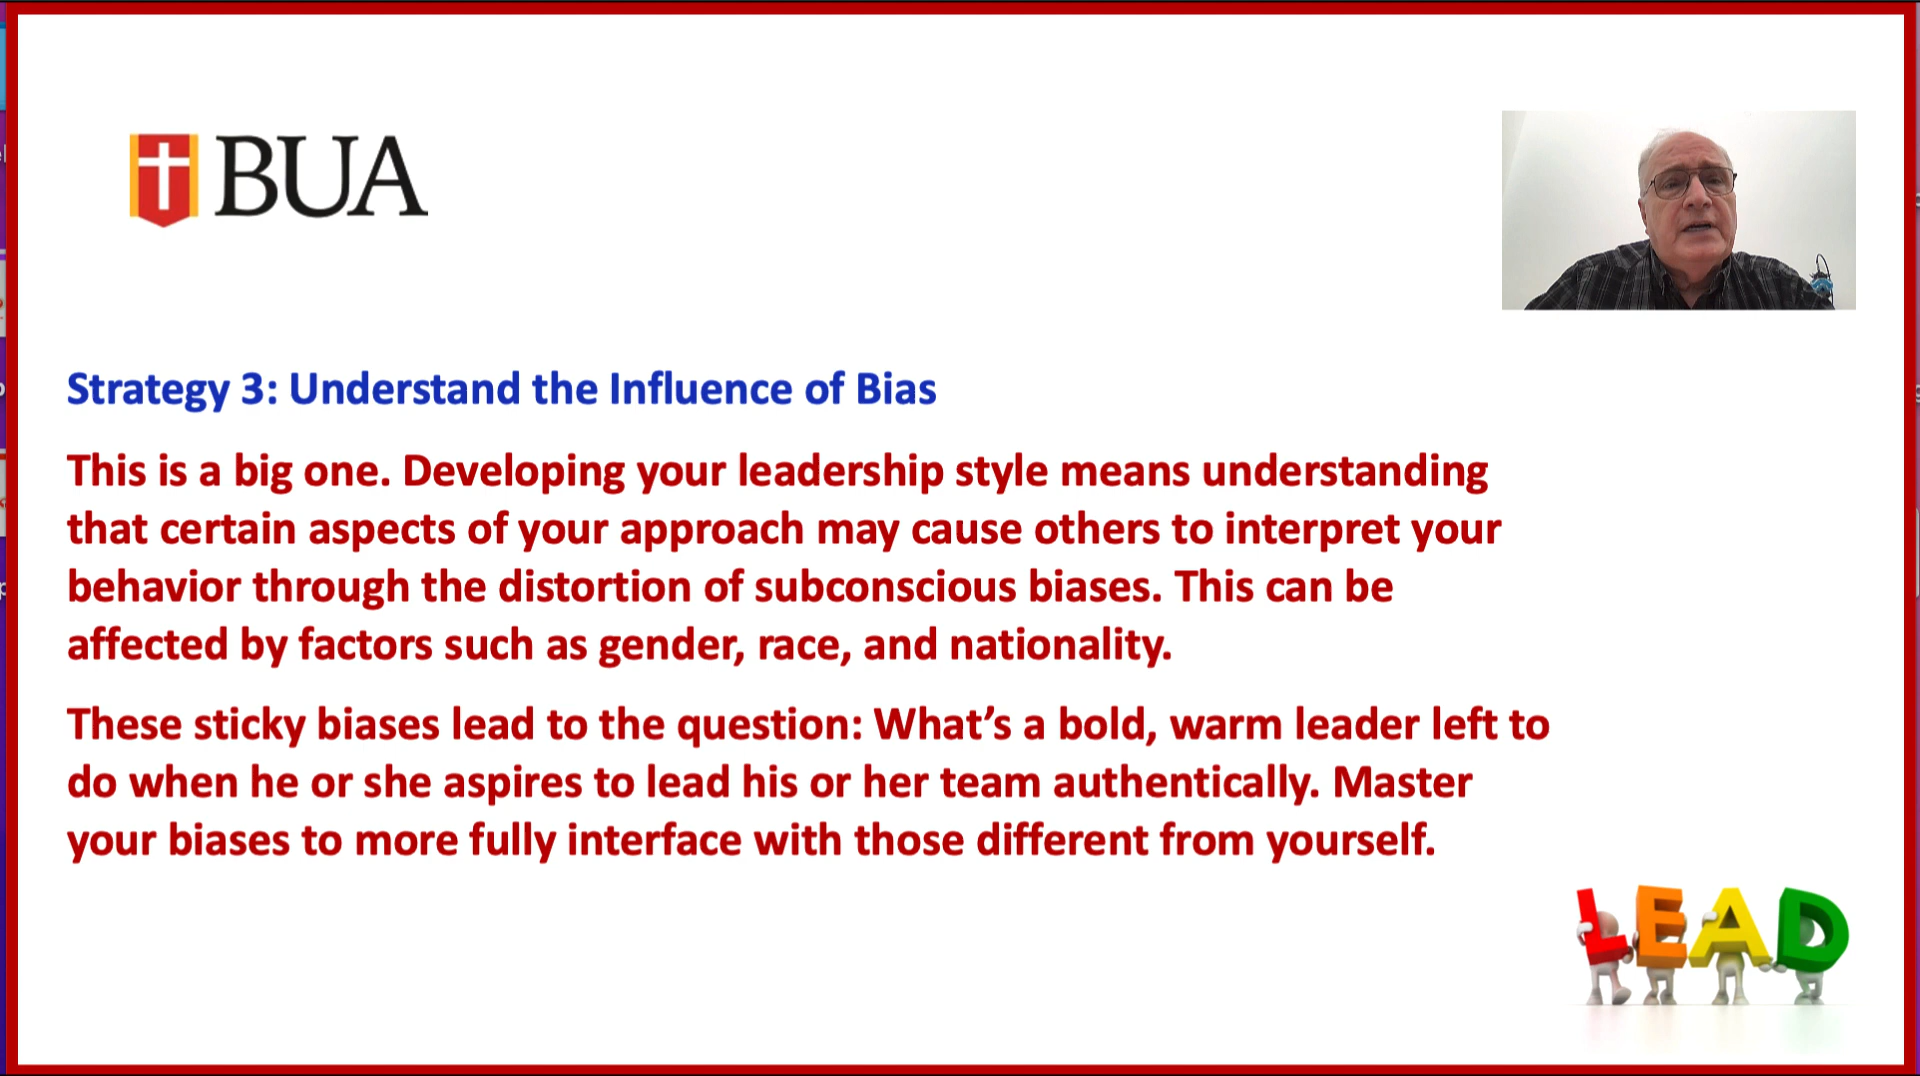 BUA
Strategy 3: Understand the Influence of Bias
This is a big one. Developing your leadership style means understanding
that certain aspects of your approach may cause others to interpret your
behavior through the distortion of subconscious biases. This can be
affected by factors such as gender, race, and nationality.
These sticky biases lead to the question: What’s a bold, warm leader left to
do when he or she aspires to lead his or her team authentically. Master
your biases to more fully interface with those different from yourself.
LEAD